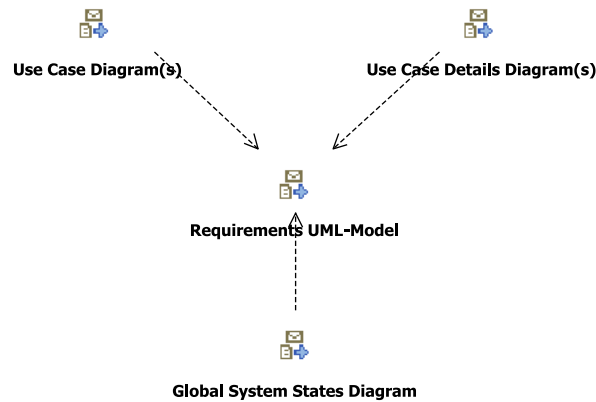 Use Case Diagram(s)
Use Case Details Diagram(s)
Requirements UML-Model
Global System States Diagram